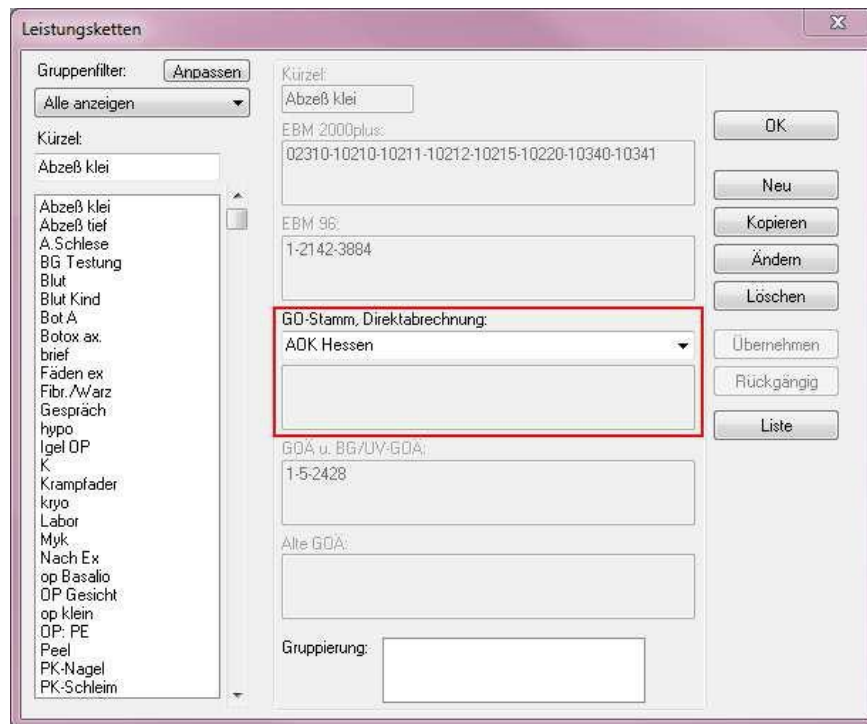 Leistungsketten
Gruppenfilter:
Anpassen
Alle anzeigen
Kürzel:
Abzeß klei
Abzeß klei
Abzeß tief
A.Schlese
BG Testung
Blut
Blut Kind
Bot.A
Botox ax.
brief
Fäden ex
Fibr./Warz
Gespräch
hypo
Igel OP
K
Krampfader
kryo
Labor
Myk
Nach Ex
op Basalio
OP Gesicht
op klein
OP: PE
Peel
PK-Nagel
PK-Schleim
Kürzel:
Abzeß klei
EBM 2000plus:
02310-10210-10211-10212-10215-10220-10340-10341
EBM 96:
1-2142-3884
GO-Stamm, Direktabrechnung:
AOK Hessen
GOÄ u. BG/UV-GOÄ:
1-5-2428
Alte GOÄ:
Gruppierung:
OK
Neu
Kopieren
Ändern
Löschen
Übernehmen
Rückgängig
Liste